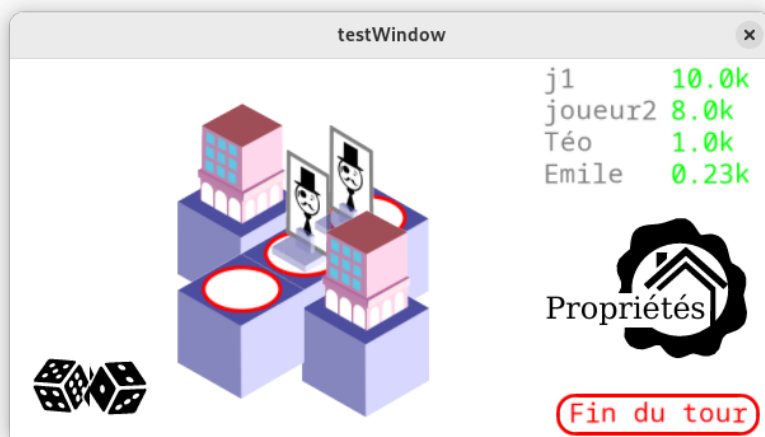 testWindow
j1 10.0k
joueur2 8.0k
Téo 1.0k
Emile 0.23k
Propriétés
Fin du tour